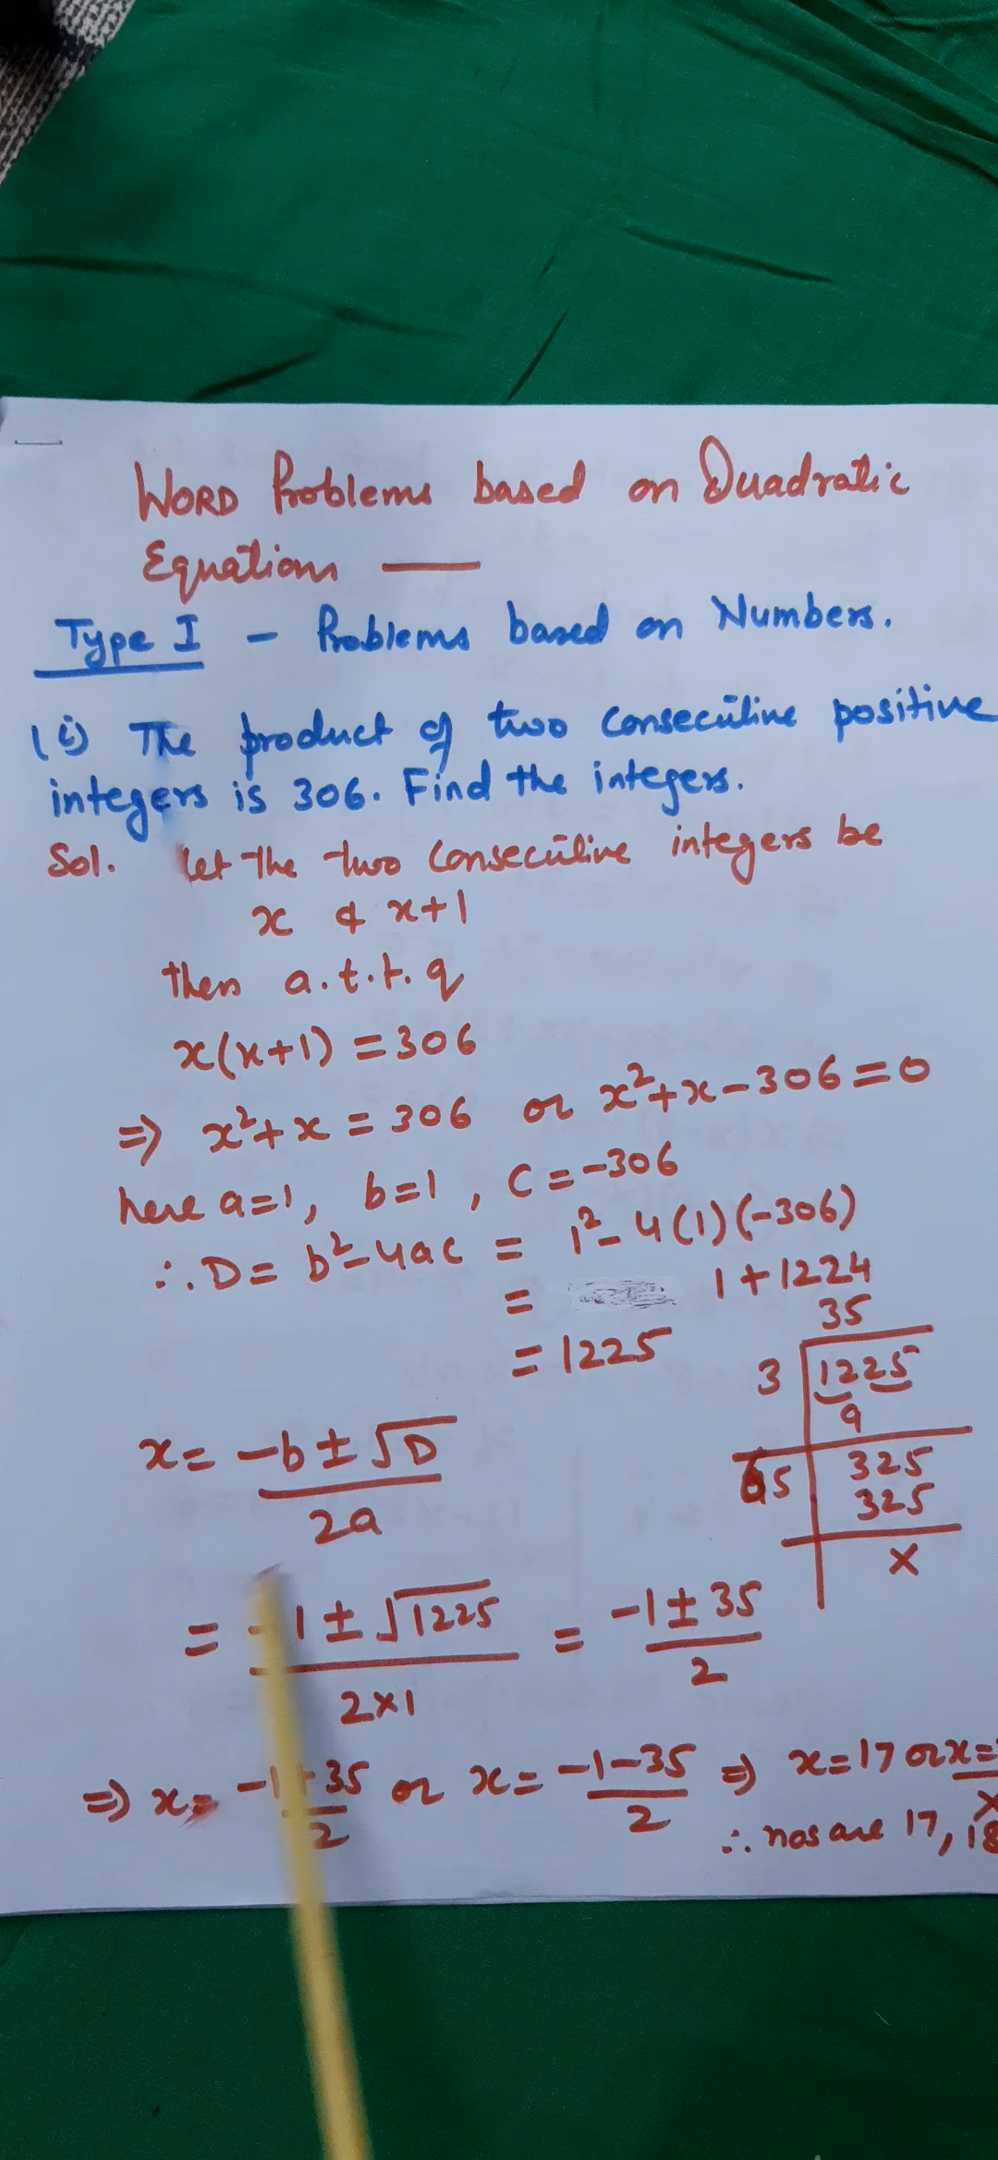 WORD Problems based on Quadratic
Equations —
Type I - Problems based on Numbers.
(i) The product of two consecutive positive
integers is 306. Find the integers.
Sol. Let the two consecutive integers be
x & x+1
then a.t.t.q
x(x+1) = 306
⇒ x²+x = 306 or x²+x-306=0
here a=1, b=1, c=-306
∴ D= b²-4ac = 1²-4(1)(-306)
= 1+1224
= 1225
35
3 1225
9
65 325
325
x
x= (-b ± √D)/2a
= (-1 ± √1225)/(2×1) = (-1 ± 35)/2
⇒ x= (-1+35)/2 or x= (-1-35)/2 ⇒ x=17 or x=
∴ nos are 17, 18